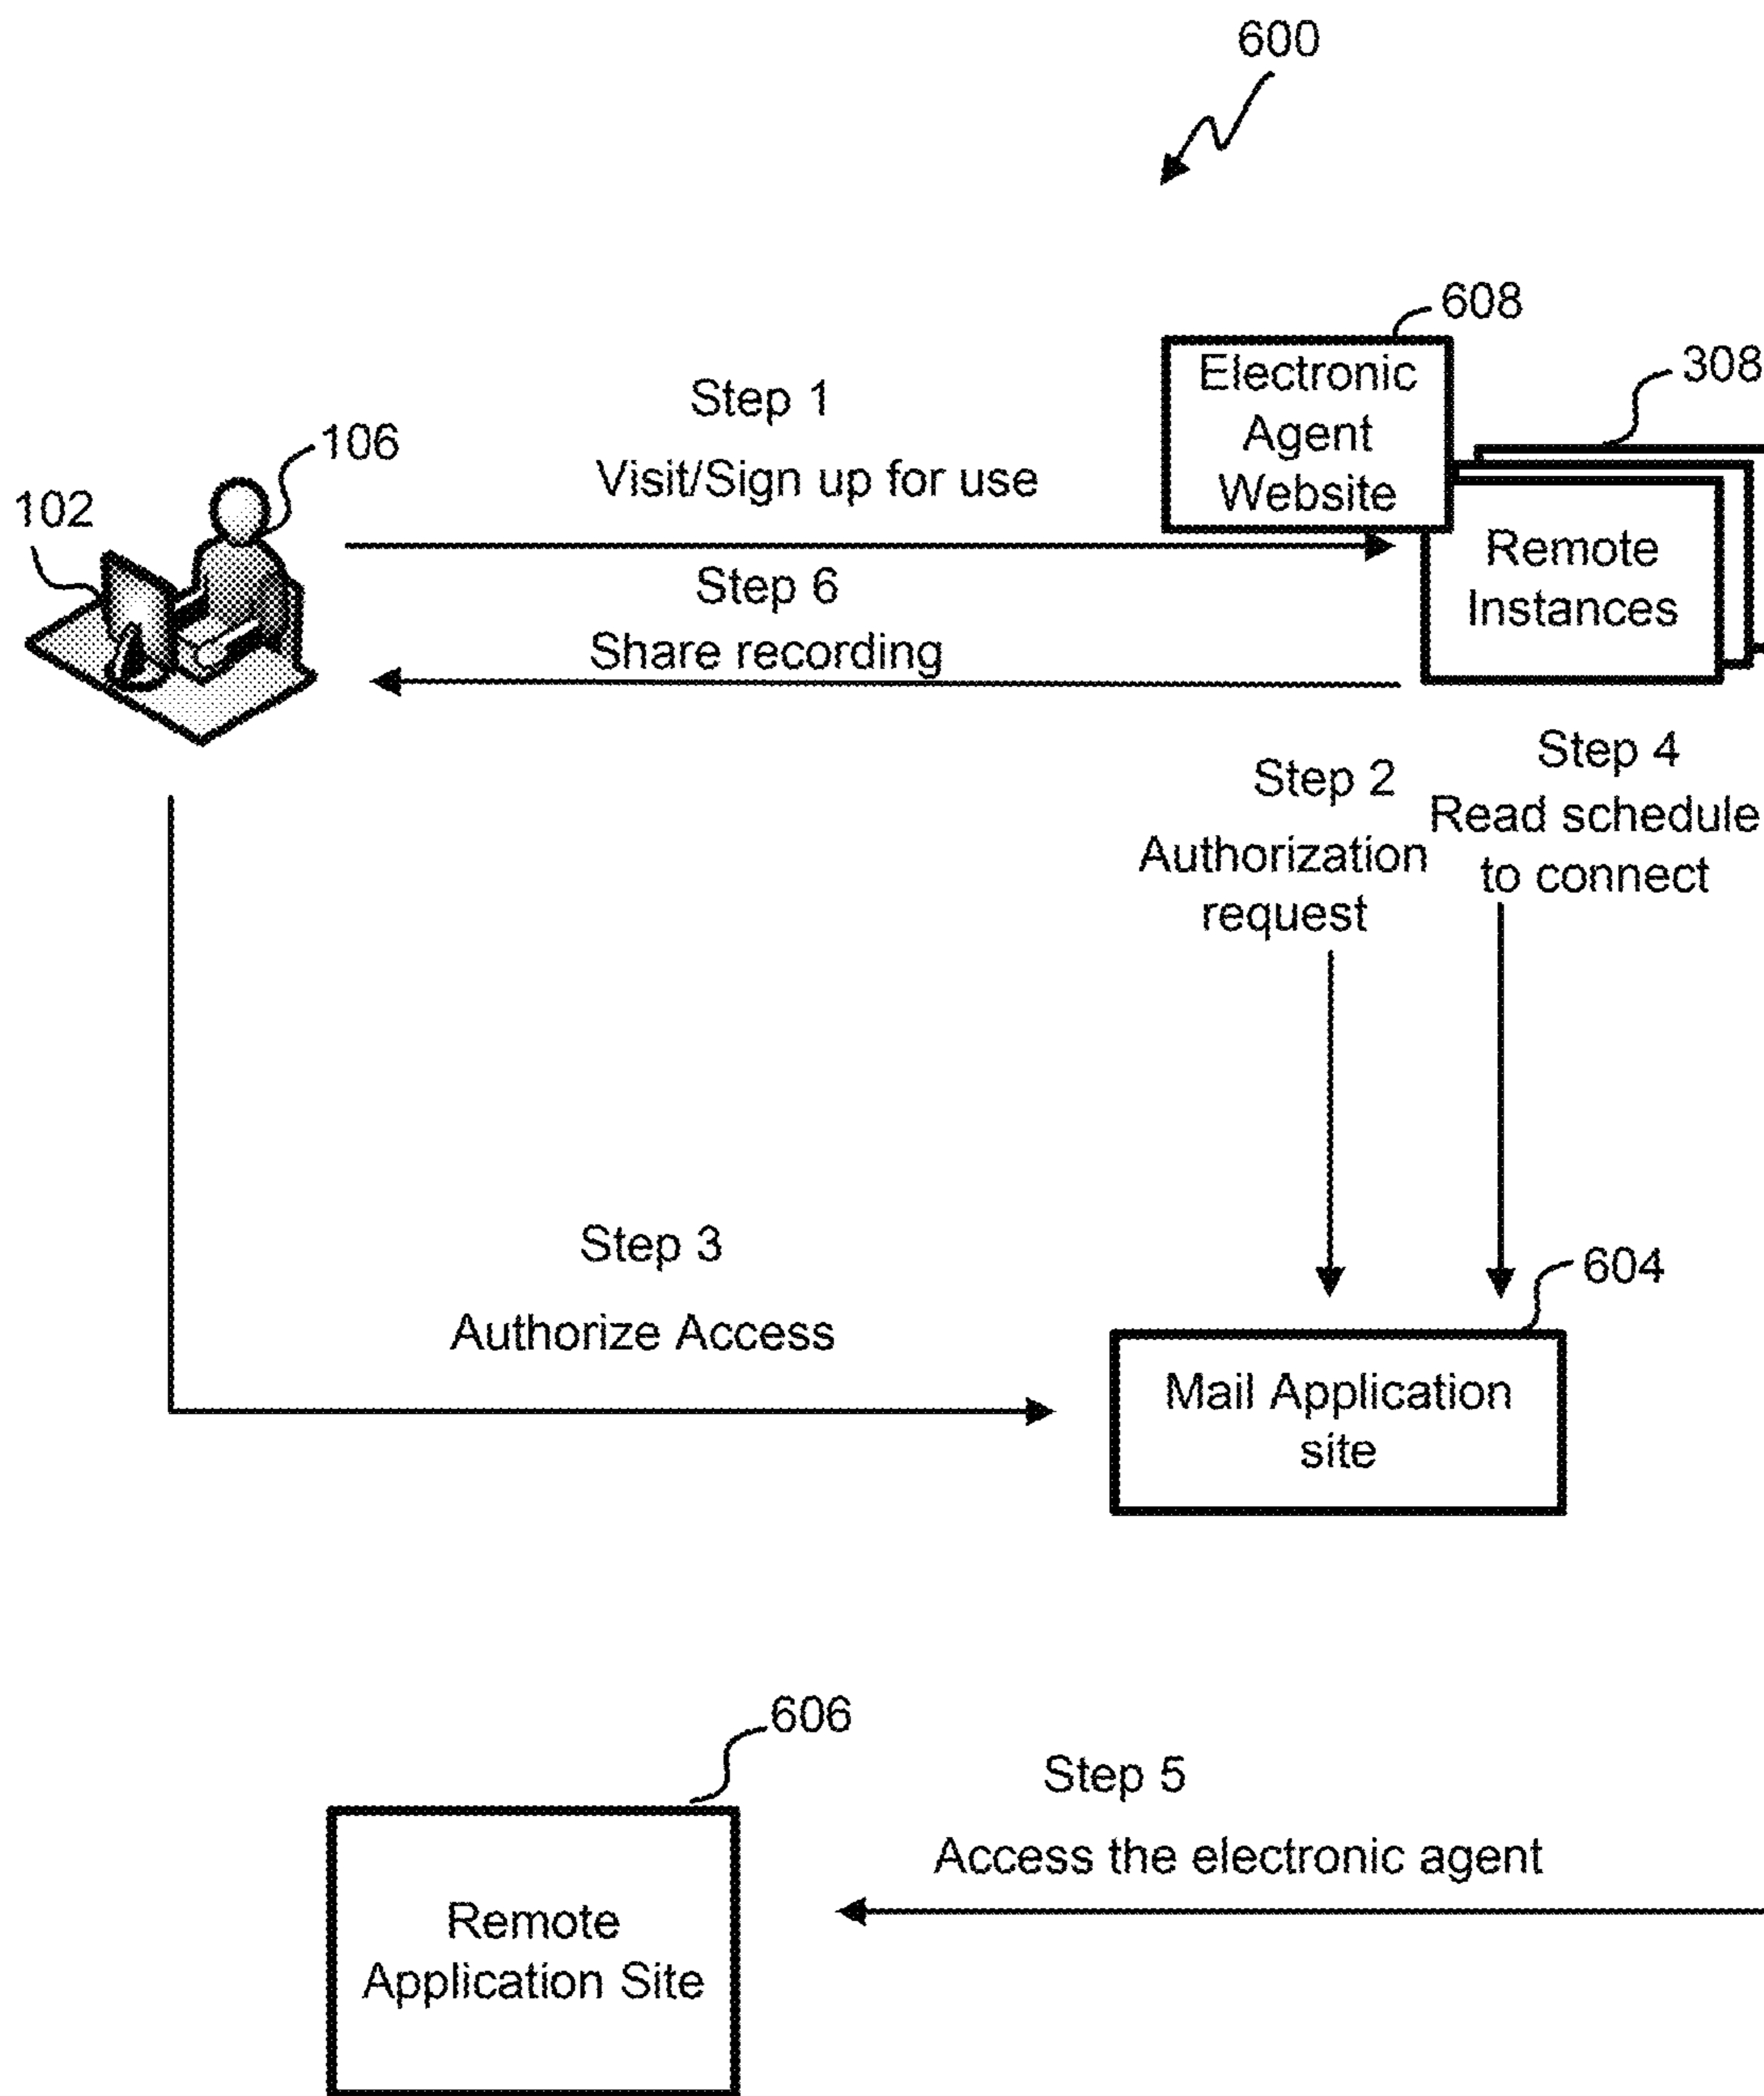 600
608
Electronic
Agent
Website
308
Remote
Instances
Step 1
Visit/Sign up for use
106
102
Step 6
Share recording
Step 2
Authorization
request
Step 4
Read schedule
to connect
Step 3
Authorize Access
604
Mail Application
site
606
Step 5
Access the electronic agent
Remote
Application Site